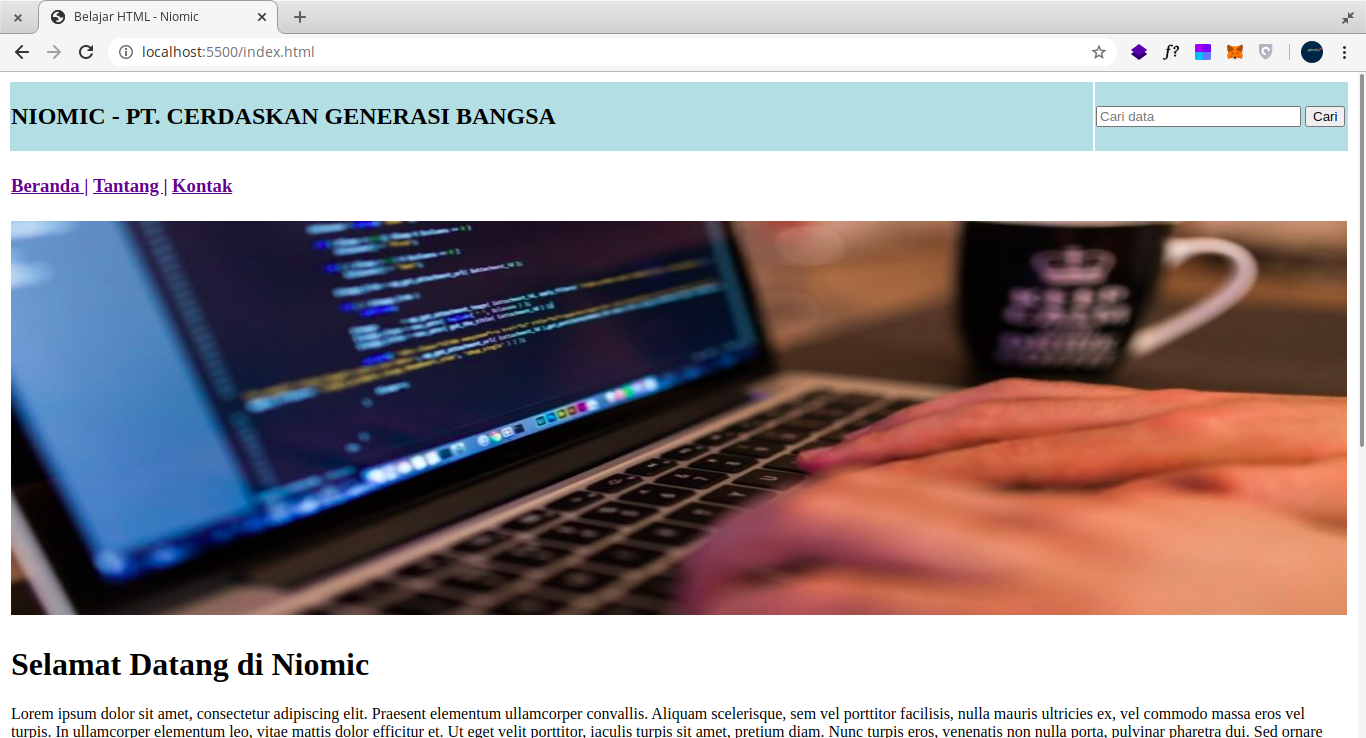 Belajar HTML - Niomic
localhost:5500/index.html
f?
NIOMIC - PT. CERDASKAN GENERASI BANGSA
Cari data
Cari
Beranda | Tantang | Kontak
KEEP
CALM
Selamat Datang di Niomic
Lorem ipsum dolor sit amet, consectetur adipiscing elit. Praesent elementum ullamcorper convallis. Aliquam scelerisque, sem vel porttitor facilisis, nulla mauris ultricies ex, vel commodo massa eros vel
turpis. In ullamcorper elementum leo, vitae mattis dolor efficitur et. Ut eget velit porttitor, iaculis turpis sit amet, pretium diam. Nunc turpis eros, venenatis non nulla porta, pulvinar pharetra dui. Sed ornare